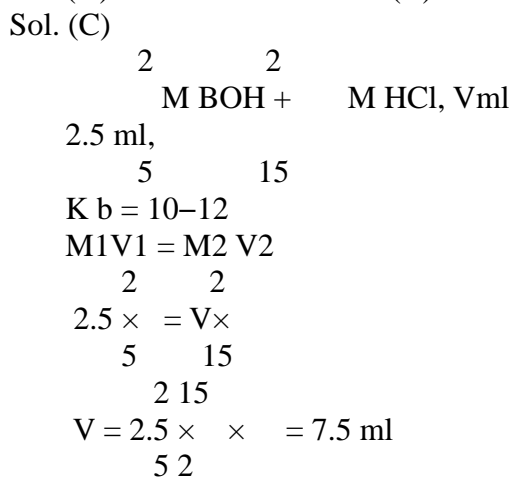 Sol. (C)
2 2
M BOH + M HCl, Vml
2.5 ml,
5 15
K b = 10–12
M1V1 = M2 V2
2 2
2.5 × = V×
5 15
2 15
V = 2.5 × × = 7.5 ml
5 2